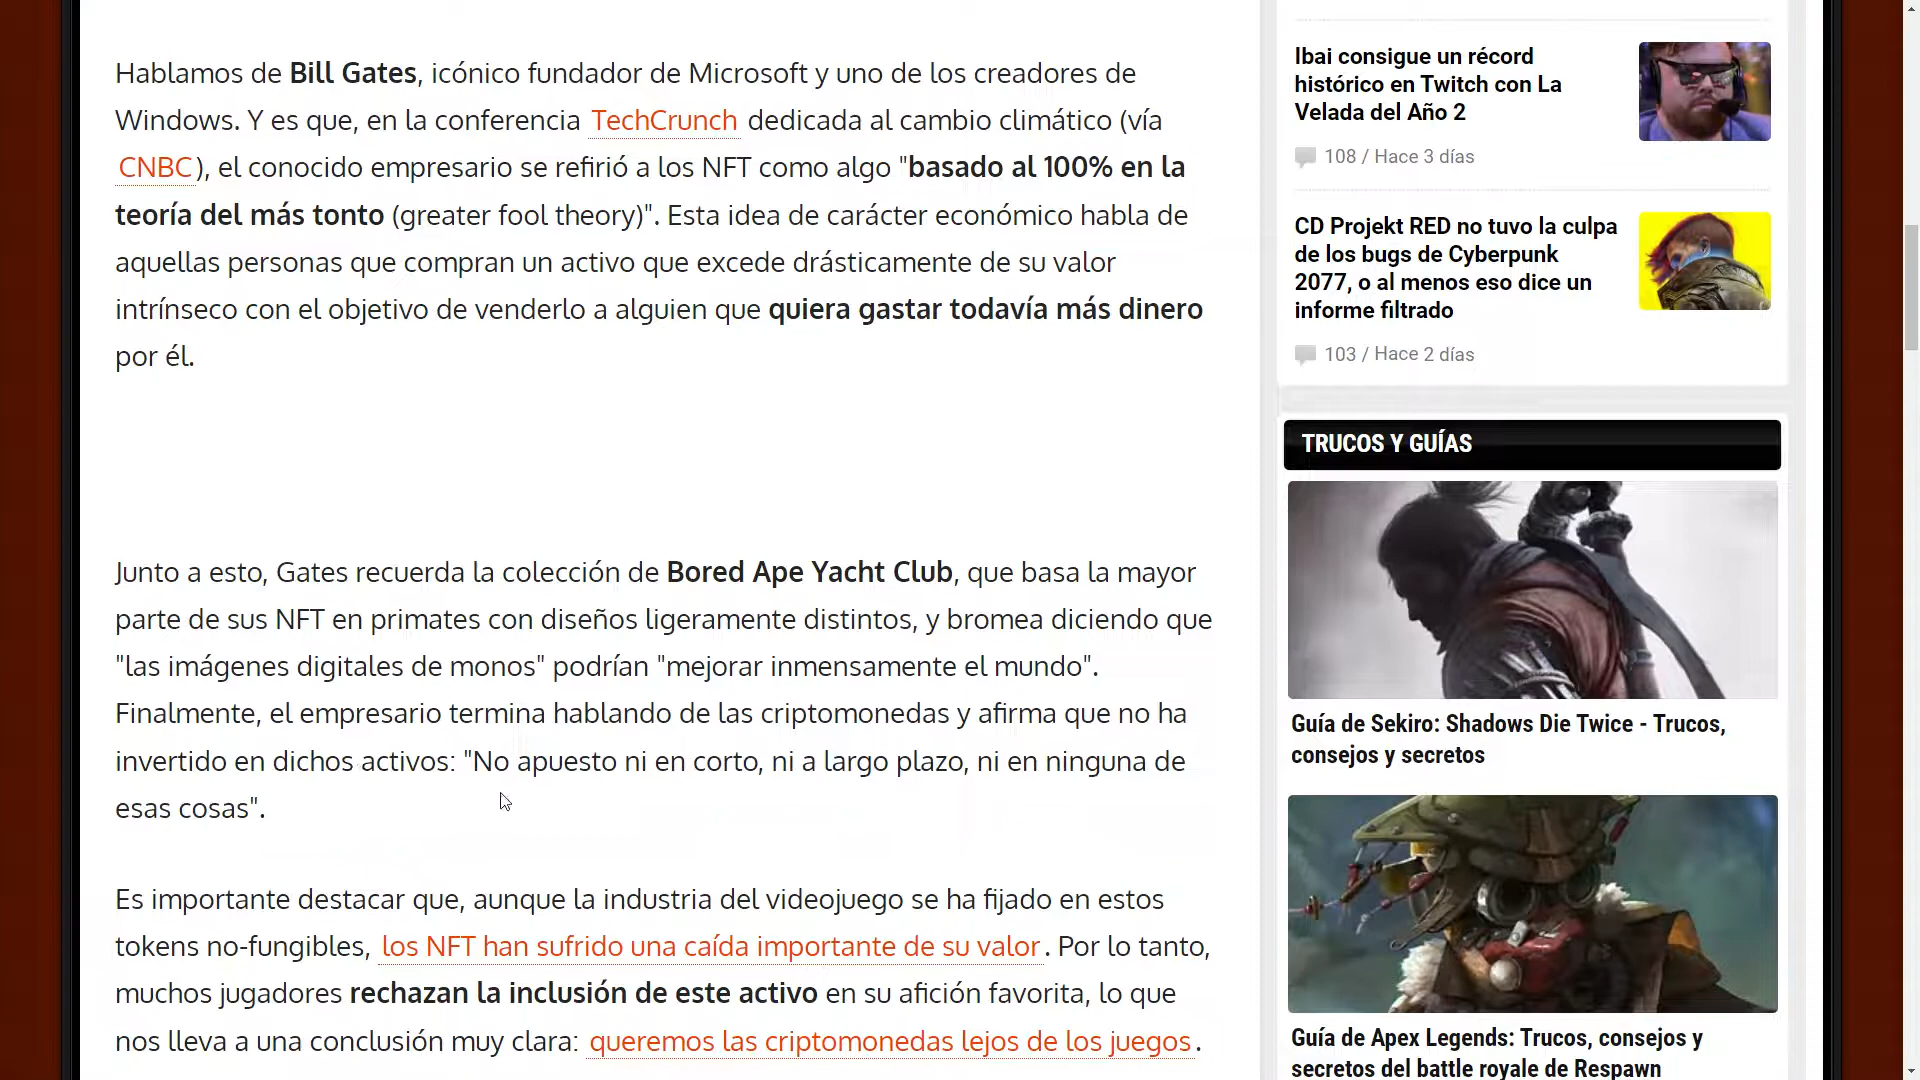 Hablamos de Bill Gates, icónico fundador de Microsoft y uno de los creadores de
Windows. Y es que, en la conferencia TechCrunch dedicada al cambio climático (vía
CNBC), el conocido empresario se refirió a los NFT como algo "basado al 100% en la
teoría del más tonto (greater fool theory)". Esta idea de carácter económico habla de
aquellas personas que compran un activo que excede drásticamente de su valor
intrínseco con el objetivo de venderlo a alguien que quiera gastar todavía más dinero
por él.
Junto a esto, Gates recuerda la colección de Bored Ape Yacht Club, que basa la mayor
parte de sus NFT en primates con diseños ligeramente distintos, y bromea diciendo que
"las imágenes digitales de monos" podrían "mejorar inmensamente el mundo".
Finalmente, el empresario termina hablando de las criptomonedas y afirma que no ha
invertido en dichos activos: "No apuesto ni en corto, ni a largo plazo, ni en ninguna de
esas cosas".
Es importante destacar que, aunque la industria del videojuego se ha fijado en estos
tokens no-fungibles, los NFT han sufrido una caída importante de su valor. Por lo tanto,
muchos jugadores rechazan la inclusión de este activo en su afición favorita, lo que
nos lleva a una conclusión muy clara: queremos las criptomonedas lejos de los juegos.
Ibai consigue un récord
histórico en Twitch con La
Velada del Año 2
108 / Hace 3 días
CD Projekt RED no tuvo la culpa
de los bugs de Cyberpunk
2077, o al menos eso dice un
informe filtrado
103 / Hace 2 días
TRUCOS Y GUÍAS
Guía de Sekiro: Shadows Die Twice - Trucos,
consejos y secretos
Guía de Apex Legends: Trucos, consejos y
secretos del battle royale de Respawn